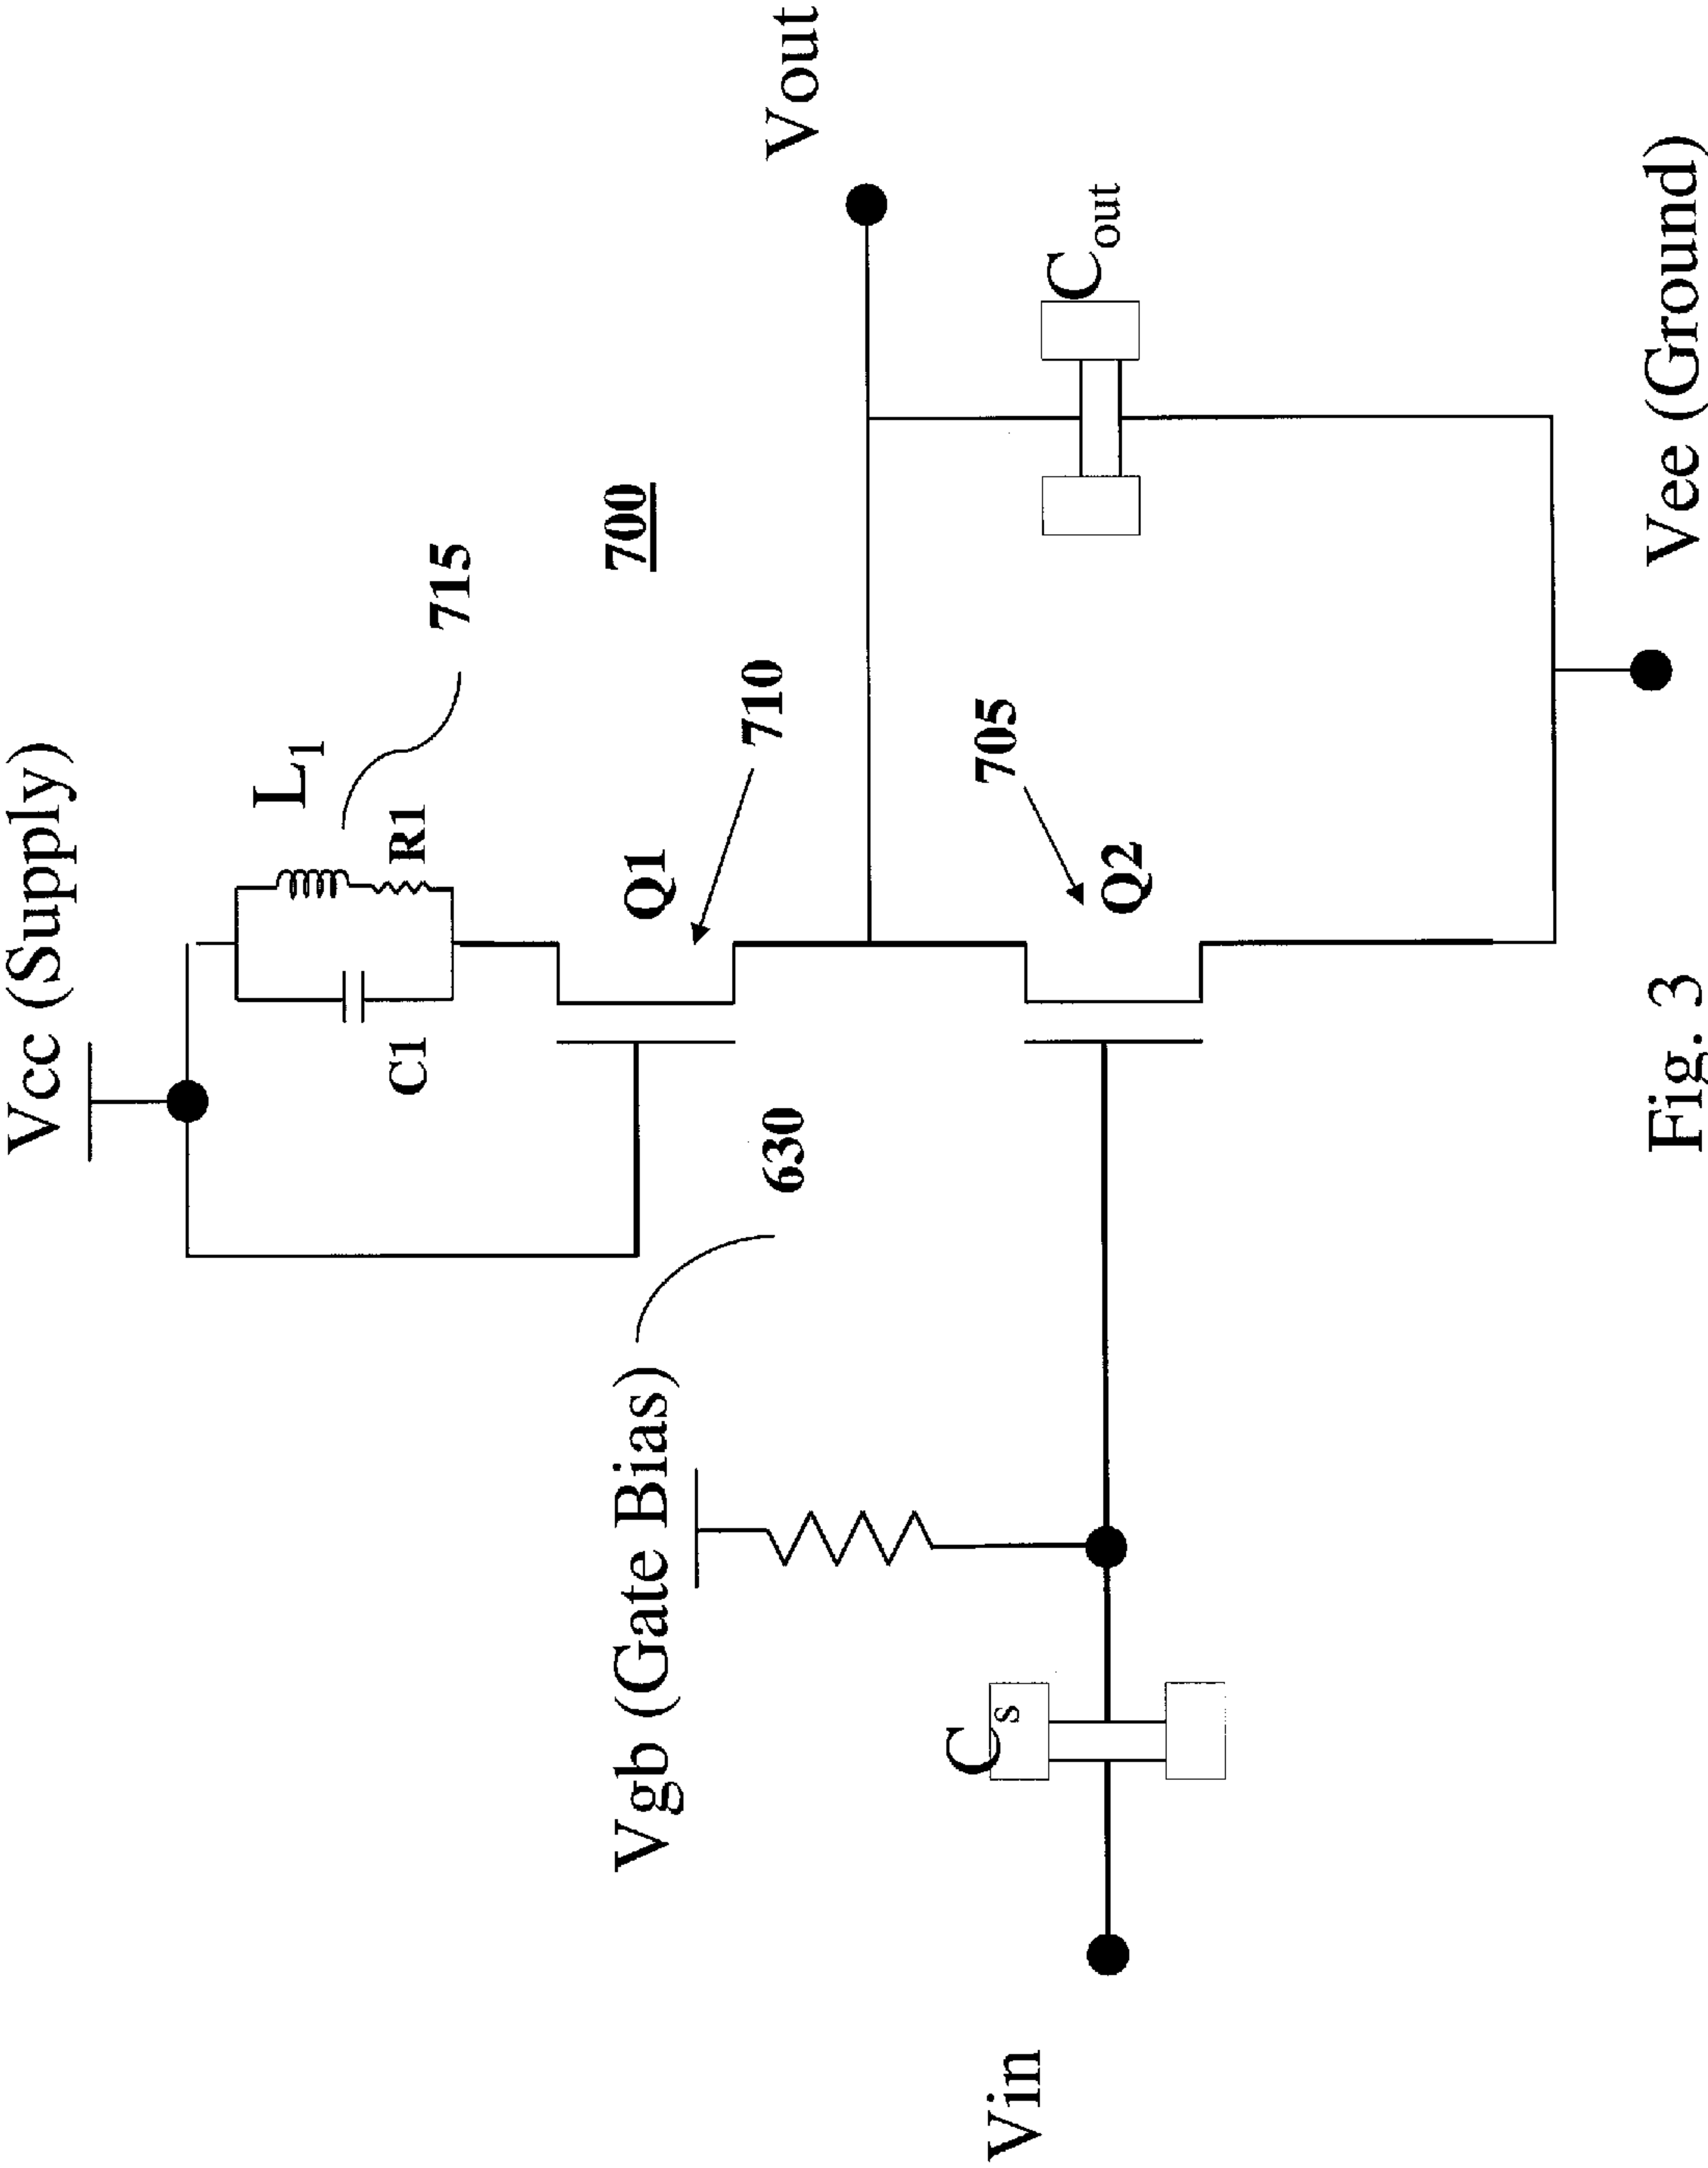 Vcc (Supply)
L1
715
R1
C1
700
Q1
710
Vout
Vgb (Gate Bias)
630
705
Q2
Cout
Cs
Vin
Vee (Ground)
Fig. 3